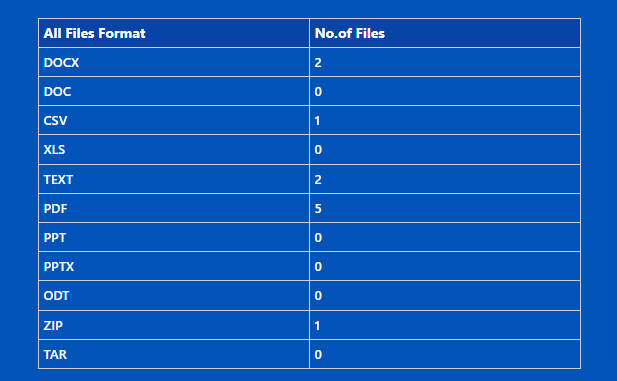 All Files Format No.of Files
DOCX 2
DOC 0
CSV 1
XLS 0
TEXT 2
PDF 5
PPT 0
PPTX 0
ODT 0
ZIP 1
TAR 0